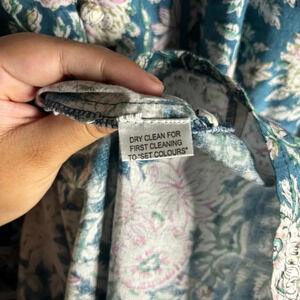 DRY CLEAN FOR
FIRST CLEANING
TO "SET COLOURS"